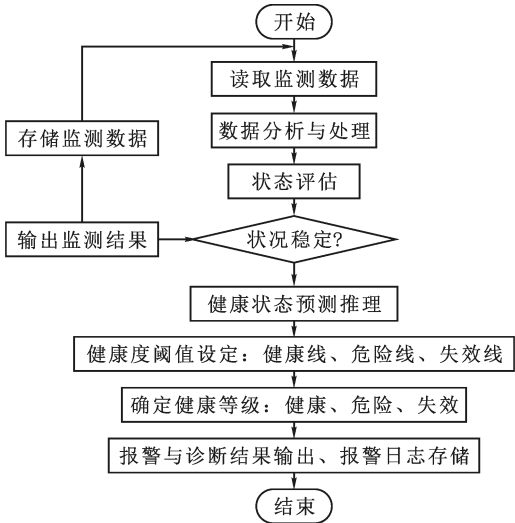 开始
读取监测数据
数据分析与处理
存储监测数据
状态评估
输出监测结果
状况稳定?
健康状态预测推理
健康度阈值设定：健康线、危险线、失效线
确定健康等级：健康、危险、失效
报警与诊断结果输出、报警日志存储
结束